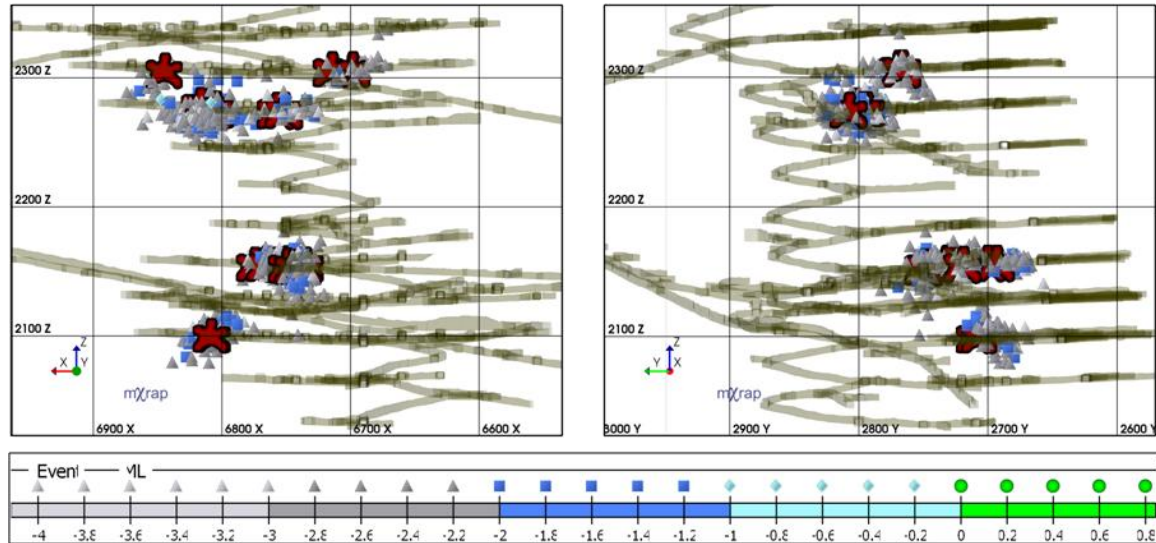 2300 Z
2200 Z
2100 Z
Z
X Y
mχrap
6900 X 6800 X 6700 X 6600 X
2300 Z
2200 Z
2100 Z
Z
Y X
mχrap
3000 Y 2900 Y 2800 Y 2700 Y 2600 Y
Event ML
-4 -3.8 -3.6 -3.4 -3.2 -3 -2.8 -2.6 -2.4 -2.2 -2 -1.8 -1.6 -1.4 -1.2 -1 -0.8 -0.6 -0.4 -0.2 0 0.2 0.4 0.6 0.8